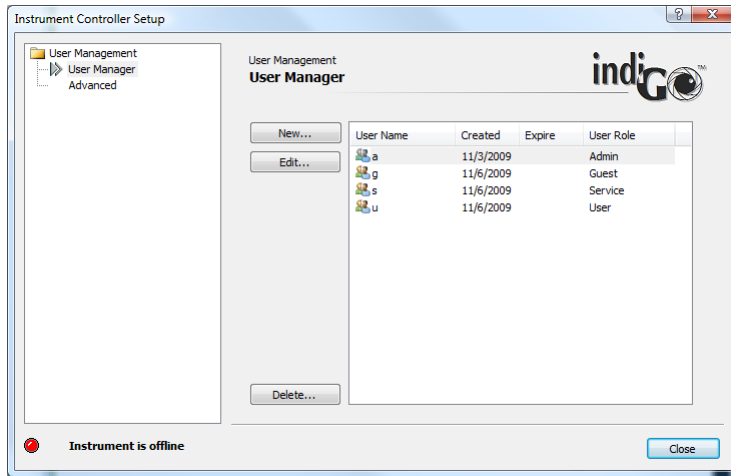 Instrument Controller Setup
User Management
User Manager
Advanced
User Management
User Manager
indiGO™
New...
Edit...
User Name Created Expire User Role
a 11/3/2009 Admin
g 11/6/2009 Guest
s 11/6/2009 Service
u 11/6/2009 User
Delete...
Instrument is offline
Close